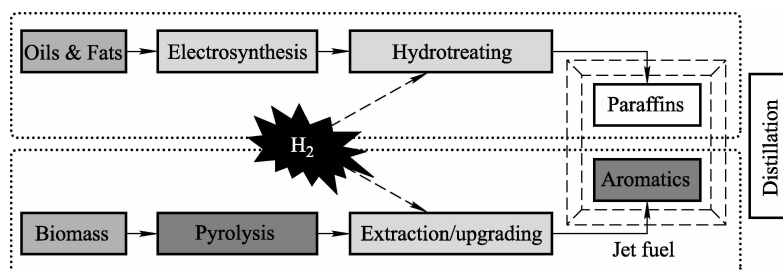 Oils & Fats
Electrosynthesis
Hydrotreating
Paraffins
H2
Distillation
Aromatics
Biomass
Pyrolysis
Extraction/upgrading
Jet fuel